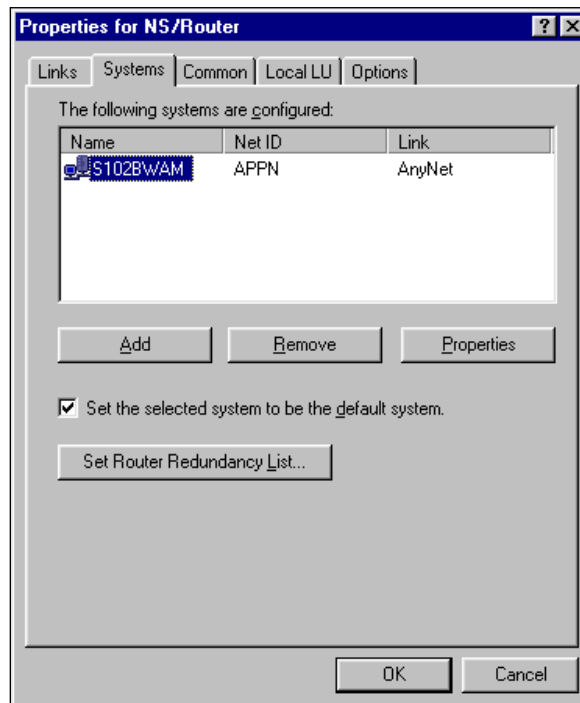 Properties for NS/Router
Links Systems Common Local LU Options
The following systems are configured:
Name Net ID Link
S102BWAM APPN AnyNet
Add Remove Properties
Set the selected system to be the default system.
Set Router Redundancy List...
OK Cancel